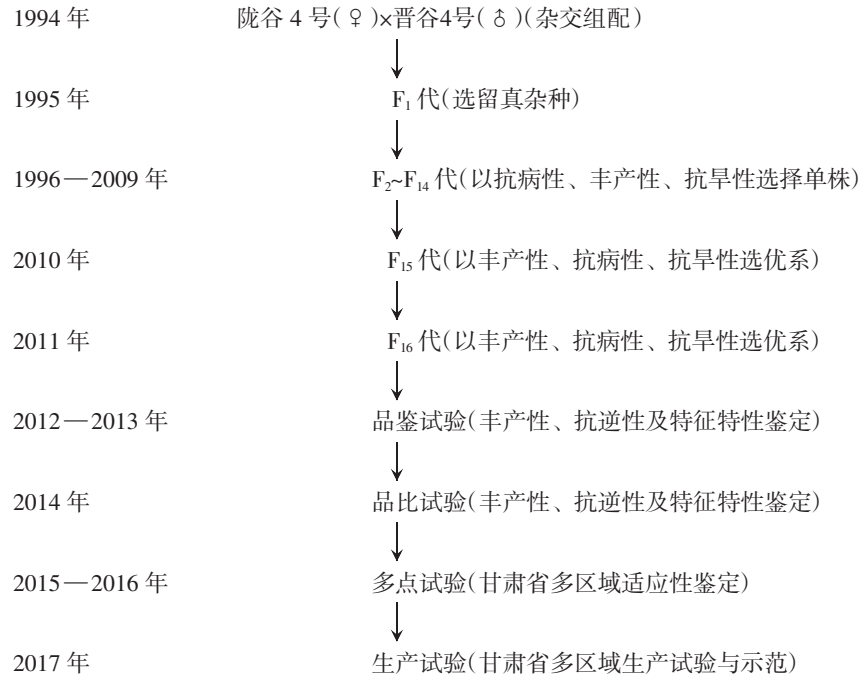 1994 年 陇谷 4 号(♀)×晋谷4号(♂)(杂交组配)
1995 年 F₁ 代(选留真杂种)
1996—2009 年 F₂~F₁₄ 代(以抗病性、丰产性、抗旱性选择单株)
2010 年 F₁₅ 代(以丰产性、抗病性、抗旱性选优系)
2011 年 F₁₆ 代(以丰产性、抗病性、抗旱性选优系)
2012—2013 年 品鉴试验(丰产性、抗逆性及特征特性鉴定)
2014 年 品比试验(丰产性、抗逆性及特征特性鉴定)
2015—2016 年 多点试验(甘肃省多区域适应性鉴定)
2017 年 生产试验(甘肃省多区域生产试验与示范)